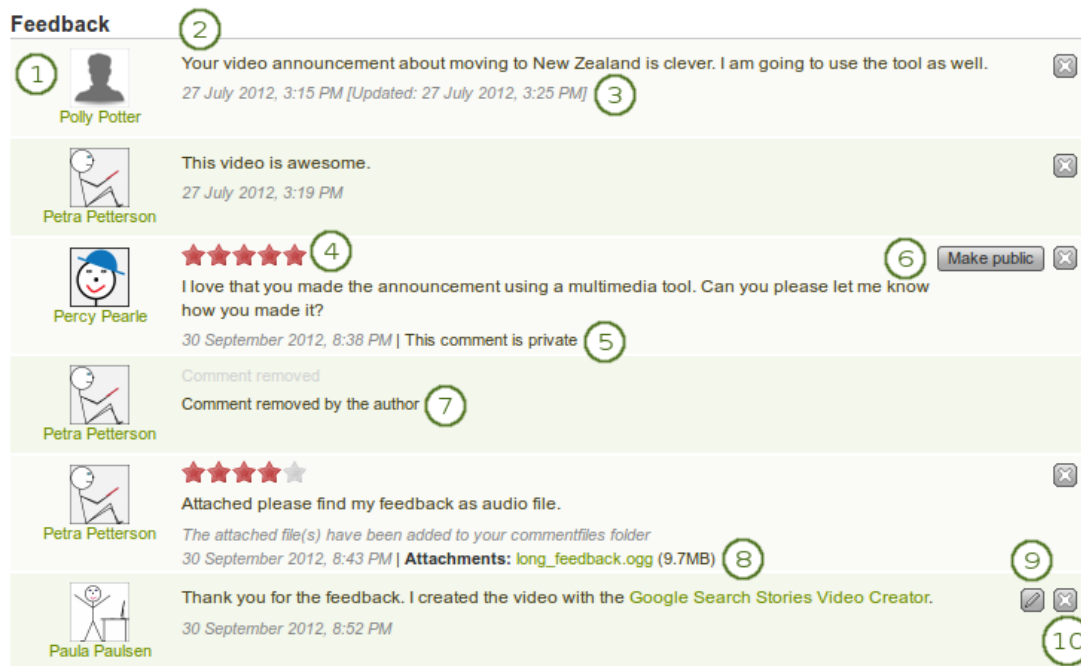 Feedback
2
1
Your video announcement about moving to New Zealand is clever. I am going to use the tool as well.
27 July 2012, 3:15 PM [Updated: 27 July 2012, 3:25 PM] 3
Polly Potter
This video is awesome.
27 July 2012, 3:19 PM
Petra Petterson
4
6 Make public
I love that you made the announcement using a multimedia tool. Can you please let me know
how you made it?
Percy Pearle
30 September 2012, 8:38 PM | This comment is private 5
Comment removed
Comment removed by the author 7
Petra Petterson
Attached please find my feedback as audio file.
Petra Petterson
The attached file(s) have been added to your commentfiles folder
30 September 2012, 8:43 PM | Attachments: long_feedback.ogg (9.7MB) 8
9
Thank you for the feedback. I created the video with the Google Search Stories Video Creator.
30 September 2012, 8:52 PM
10
Paula Paulsen